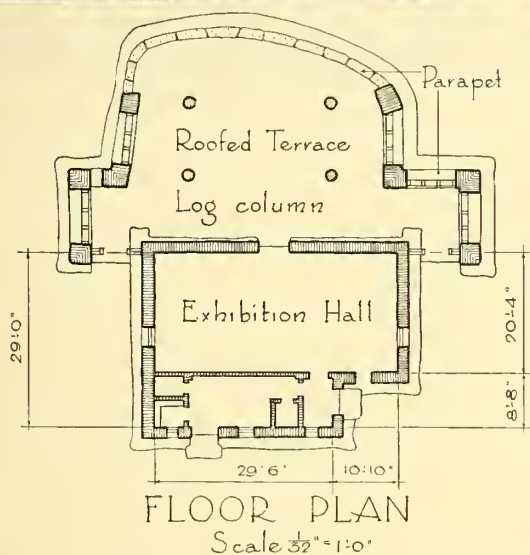 Parapet
Roofed Terrace
Log column
Exhibition Hall
29'·0"
20'·4"
8'·8"
29'·6"
10'·10"
FLOOR PLAN
Scale 1/32" = 1'·0"